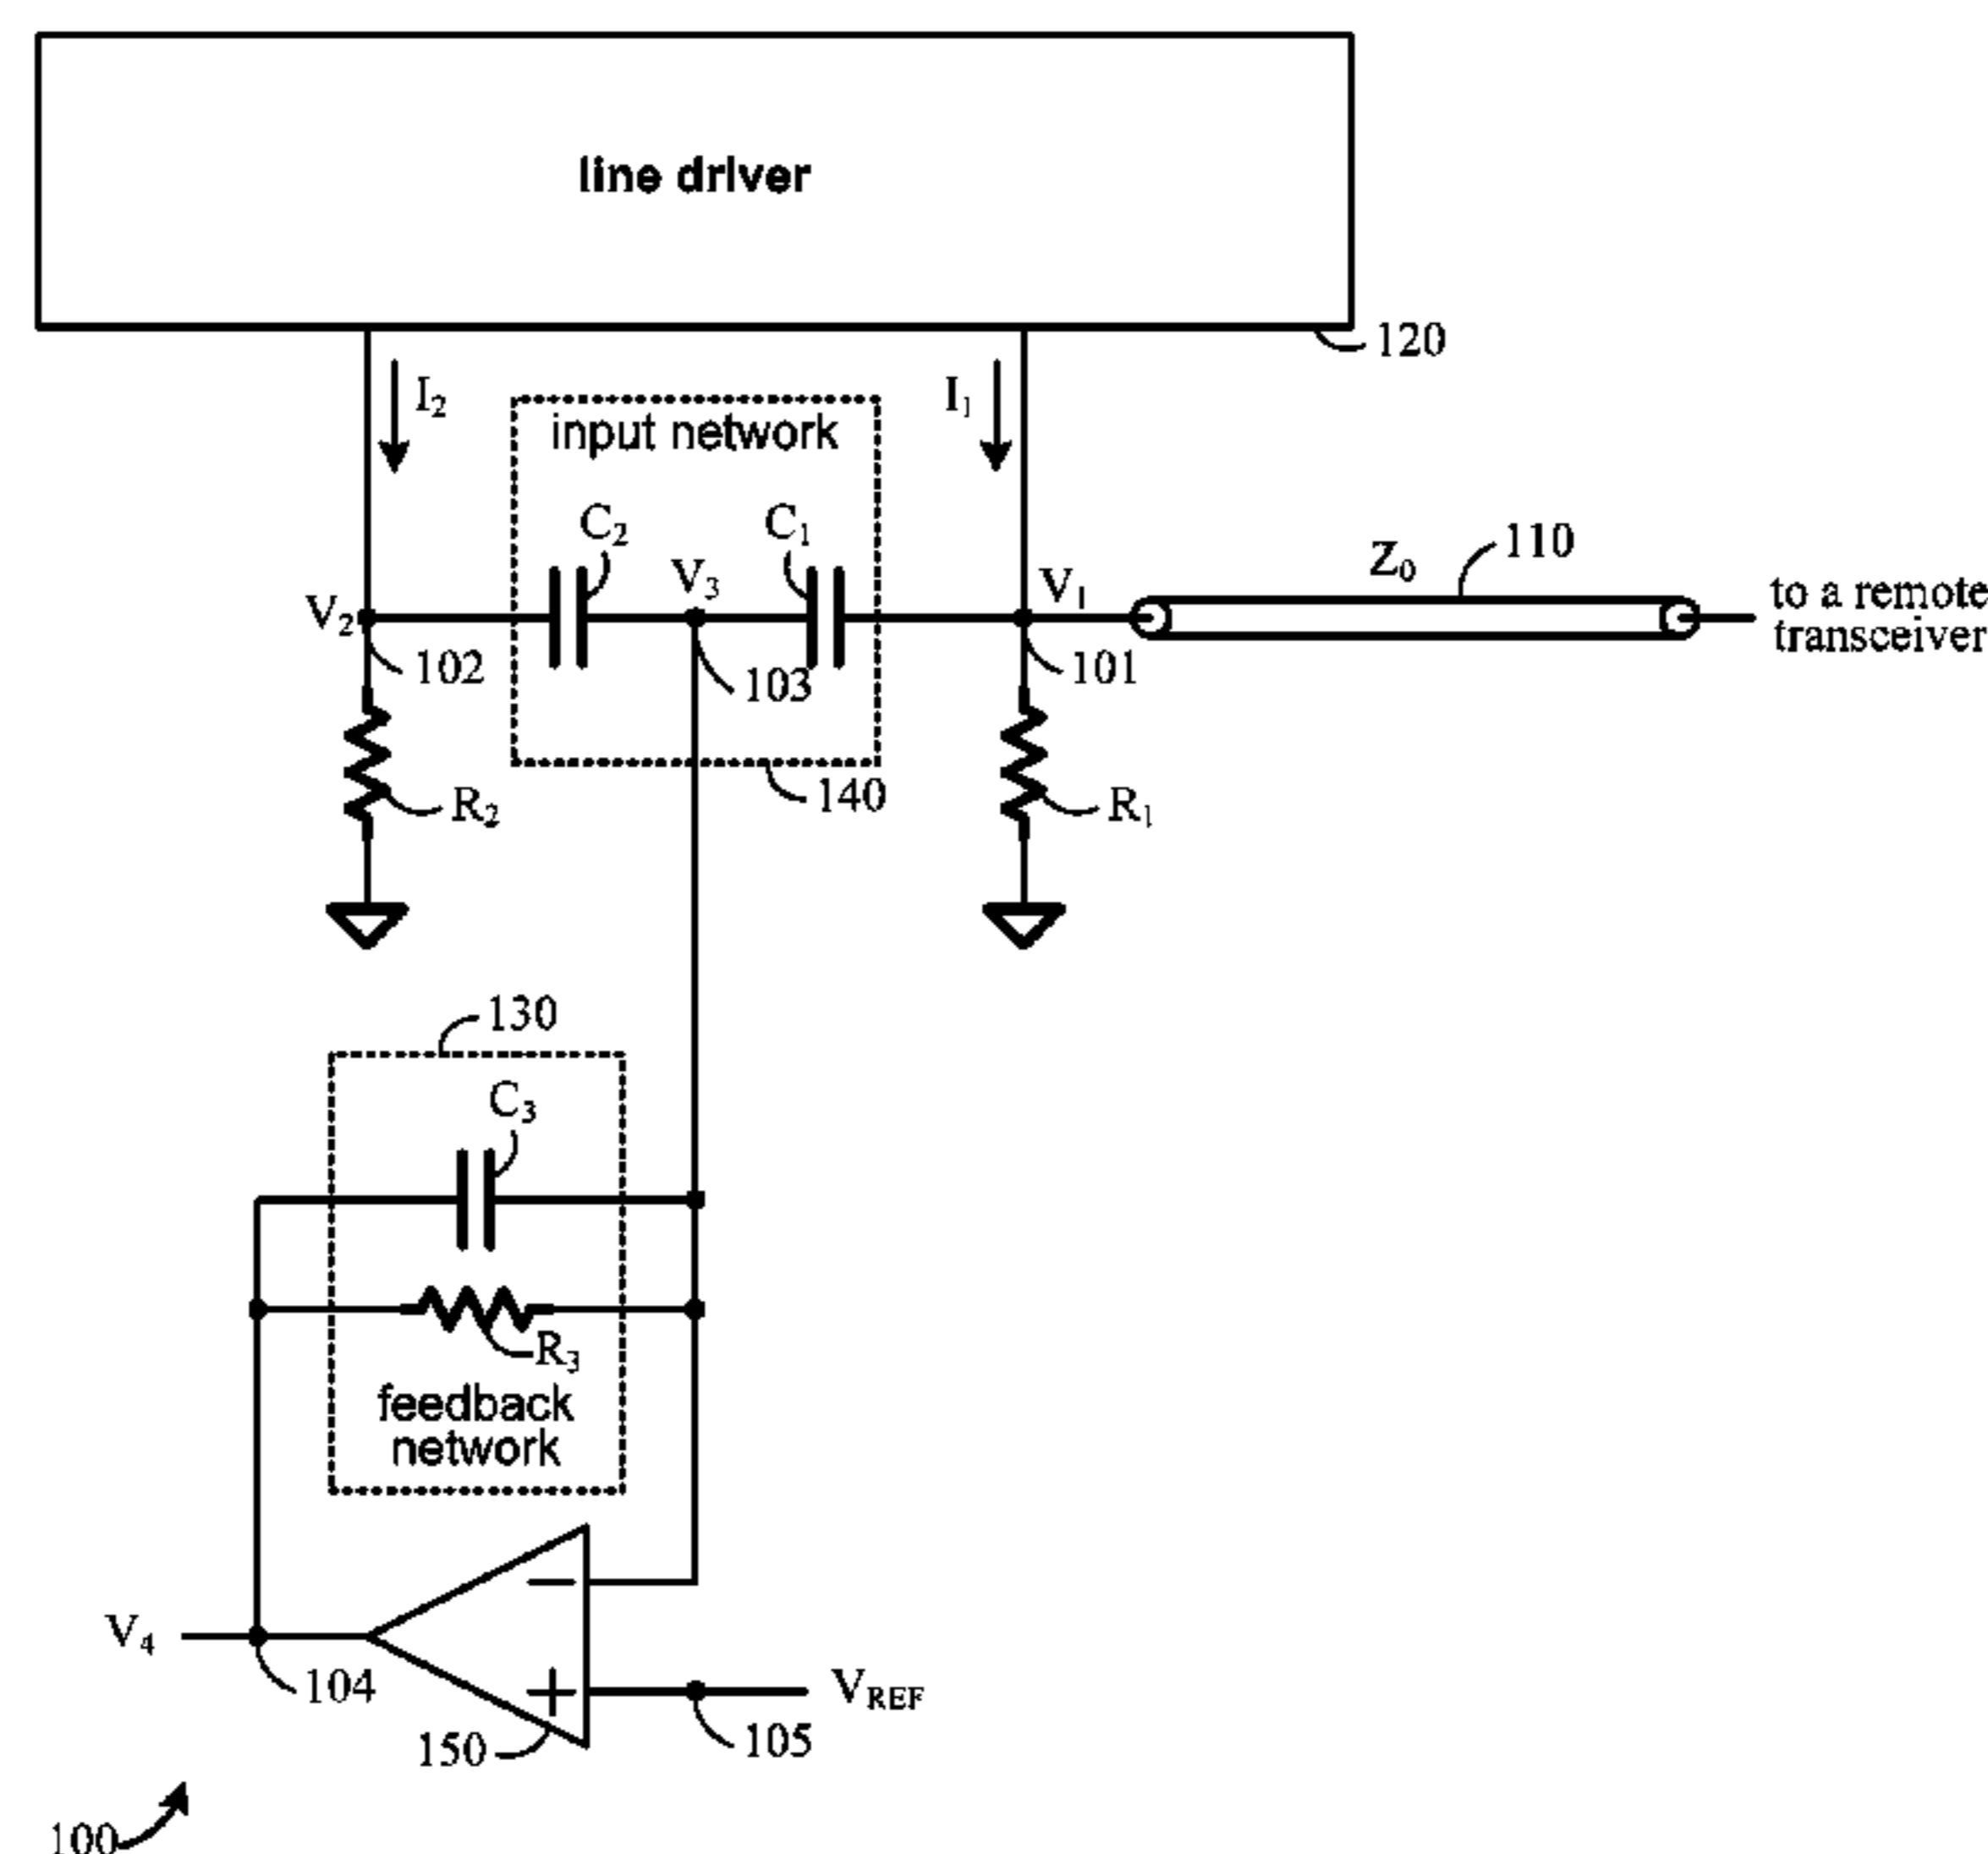 line driver
120
I₂
I₁
input network
C₂
C₁
V₃
V₂
V₁
Z₀
110
to a remote
transceiver
102
103
101
140
R₂
R₁
130
C₃
R₃
feedback
network
V₄
104
−
+
V_REF
150
105
100